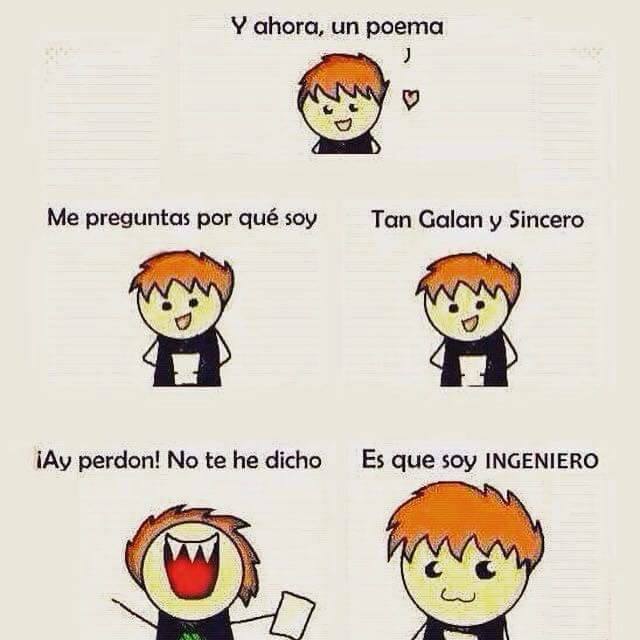 Y ahora, un poema
Me preguntas por qué soy
Tan Galan y Sincero
¡Ay perdon! No te he dicho
Es que soy INGENIERO